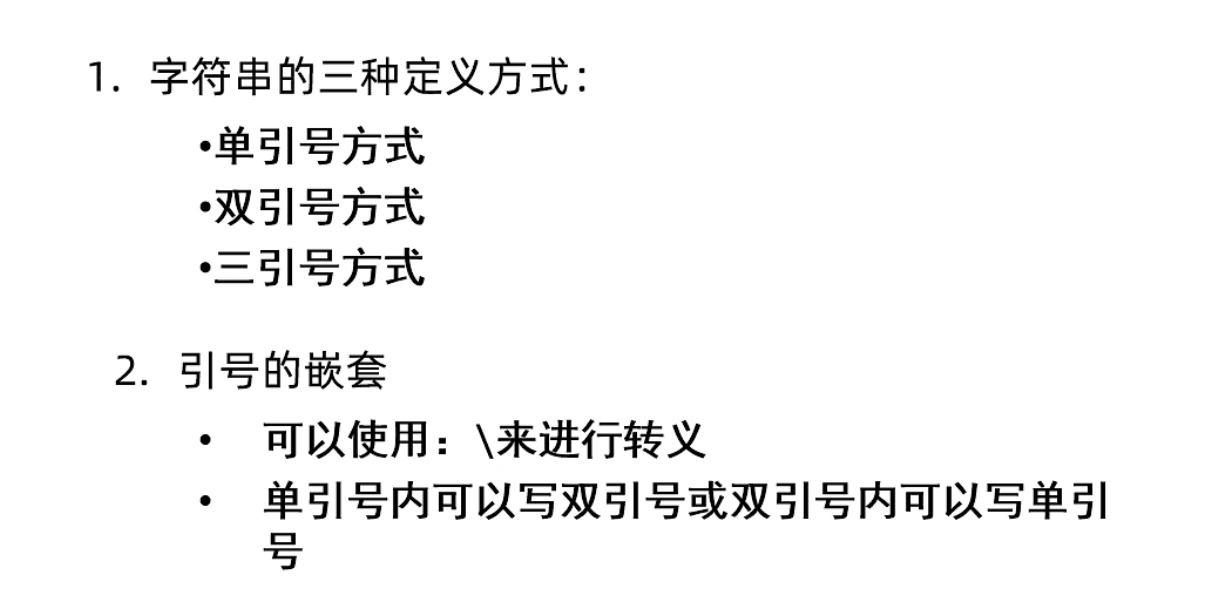 1. 字符串的三种定义方式：
•单引号方式
•双引号方式
•三引号方式
2. 引号的嵌套
• 可以使用：\来进行转义
• 单引号内可以写双引号或双引号内可以写单引
号